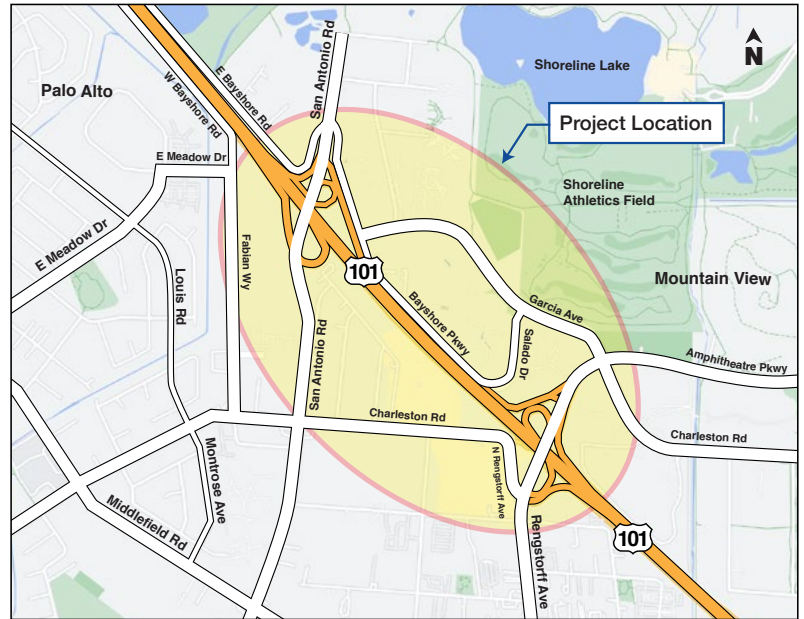 San Antonio Rd
N
Shoreline Lake
E Bayshore Rd
W Bayshore Rd
Palo Alto
Project Location
E Meadow Dr
Shoreline
Athletics Field
E Meadow Dr
Fabian Wy
Louis Rd
101
Mountain View
Bayshore Pkwy
Garcia Ave
Salado Dr
San Antonio Rd
Amphitheatre Pkwy
Charleston Rd
Charleston Rd
Montrose Ave
N Rengstorff Ave
Middlefield Rd
Rengstorff Ave
101